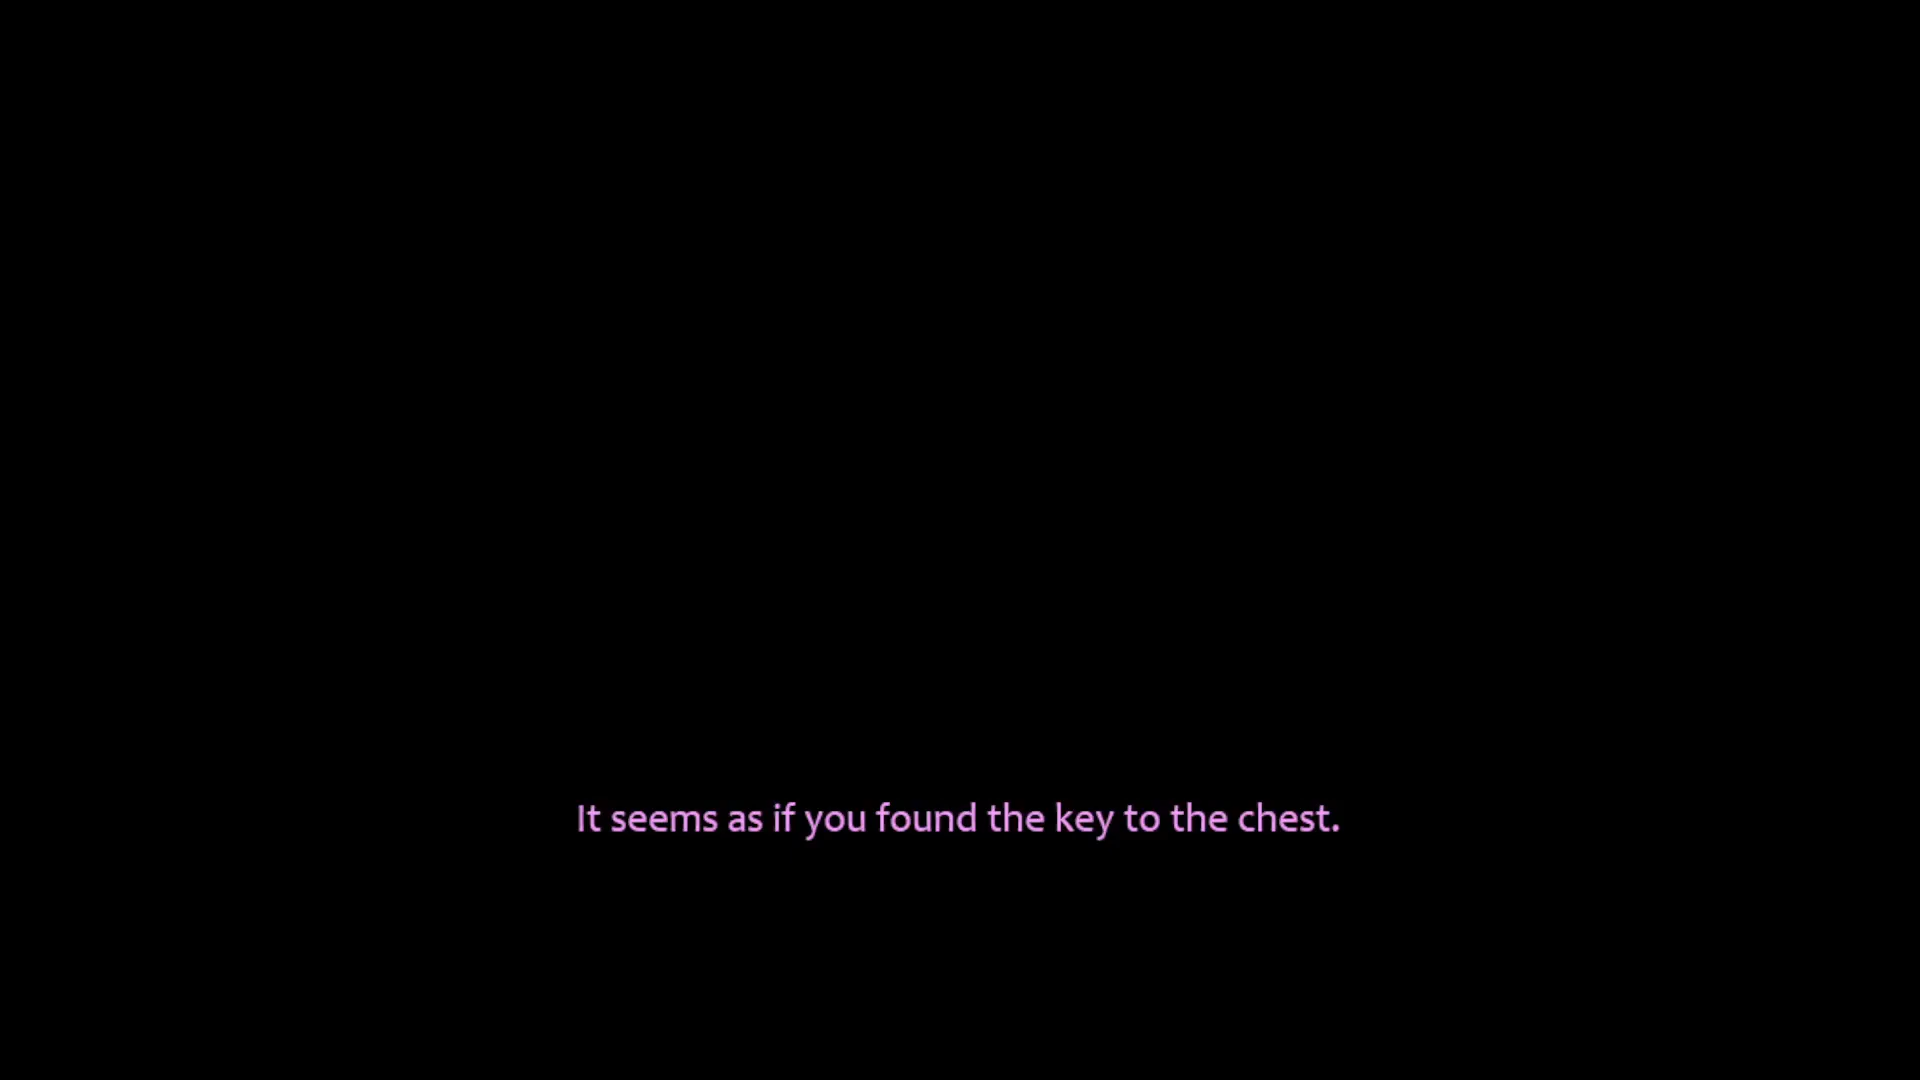 It seems as if you found the key to the chest.